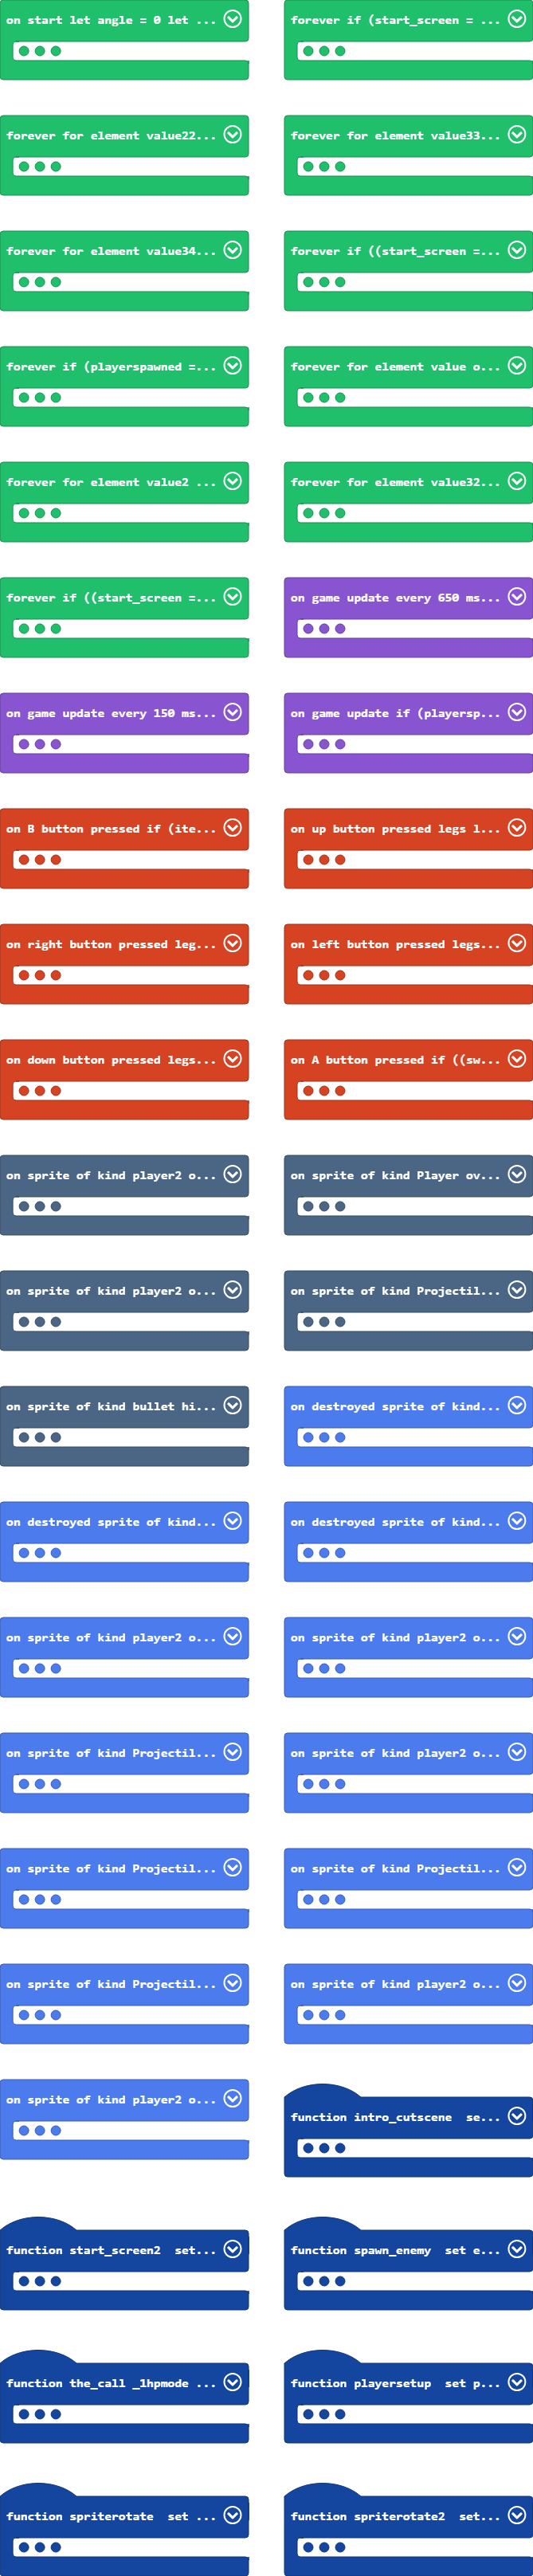 on start let angle = 0 let ...
forever if (start_screen = ...
forever for element value22...
forever for element value33...
forever for element value34...
forever if ((start_screen =...
forever if (playerspawned =...
forever for element value o...
forever for element value2 ...
forever for element value32...
forever if ((start_screen =...
on game update every 650 ms...
on game update every 150 ms...
on game update if (playersp...
on B button pressed if (ite...
on up button pressed legs l...
on right button pressed leg...
on left button pressed legs...
on down button pressed legs...
on A button pressed if ((sw...
on sprite of kind player2 o...
on sprite of kind Player ov...
on sprite of kind player2 o...
on sprite of kind Projectil...
on sprite of kind bullet hi...
on destroyed sprite of kind...
on destroyed sprite of kind...
on destroyed sprite of kind...
on sprite of kind player2 o...
on sprite of kind player2 o...
on sprite of kind Projectil...
on sprite of kind player2 o...
on sprite of kind Projectil...
on sprite of kind Projectil...
on sprite of kind Projectil...
on sprite of kind player2 o...
on sprite of kind player2 o...
function intro_cutscene  se...
function start_screen2  set...
function spawn_enemy  set e...
function the_call _1hpmode ...
function playersetup  set p...
function spriterotate  set ...
function spriterotate2  set...